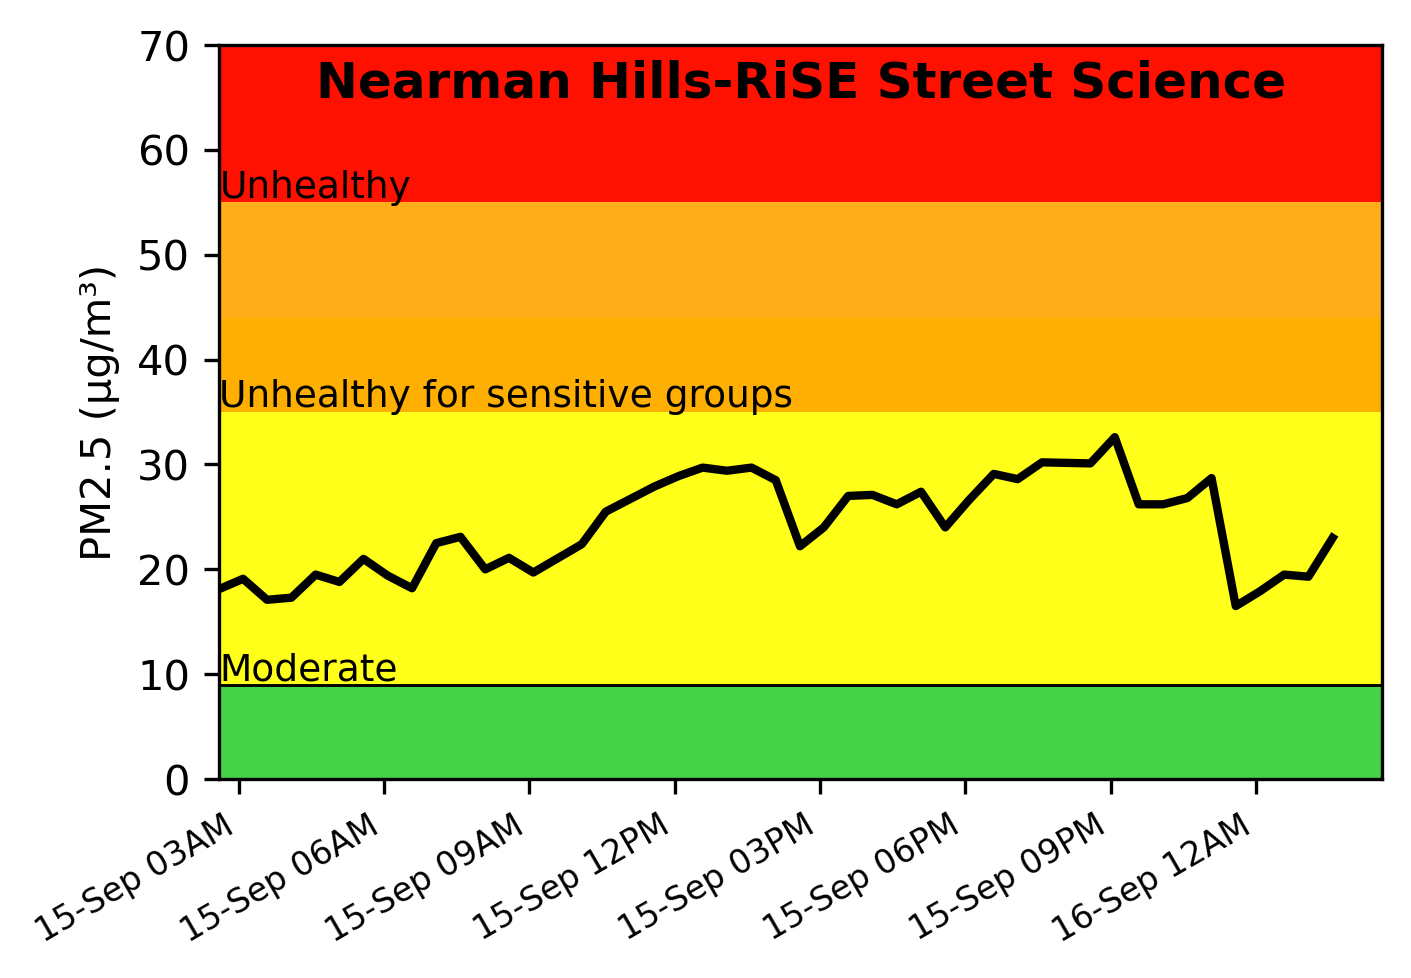 Nearman Hills-RiSE Street Science
70
60
50
40
30
20
10
0
PM2.5 (µg/m³)
Unhealthy
Unhealthy for sensitive groups
Moderate
15-Sep 03AM
15-Sep 06AM
15-Sep 09AM
15-Sep 12PM
15-Sep 03PM
15-Sep 06PM
15-Sep 09PM
16-Sep 12AM